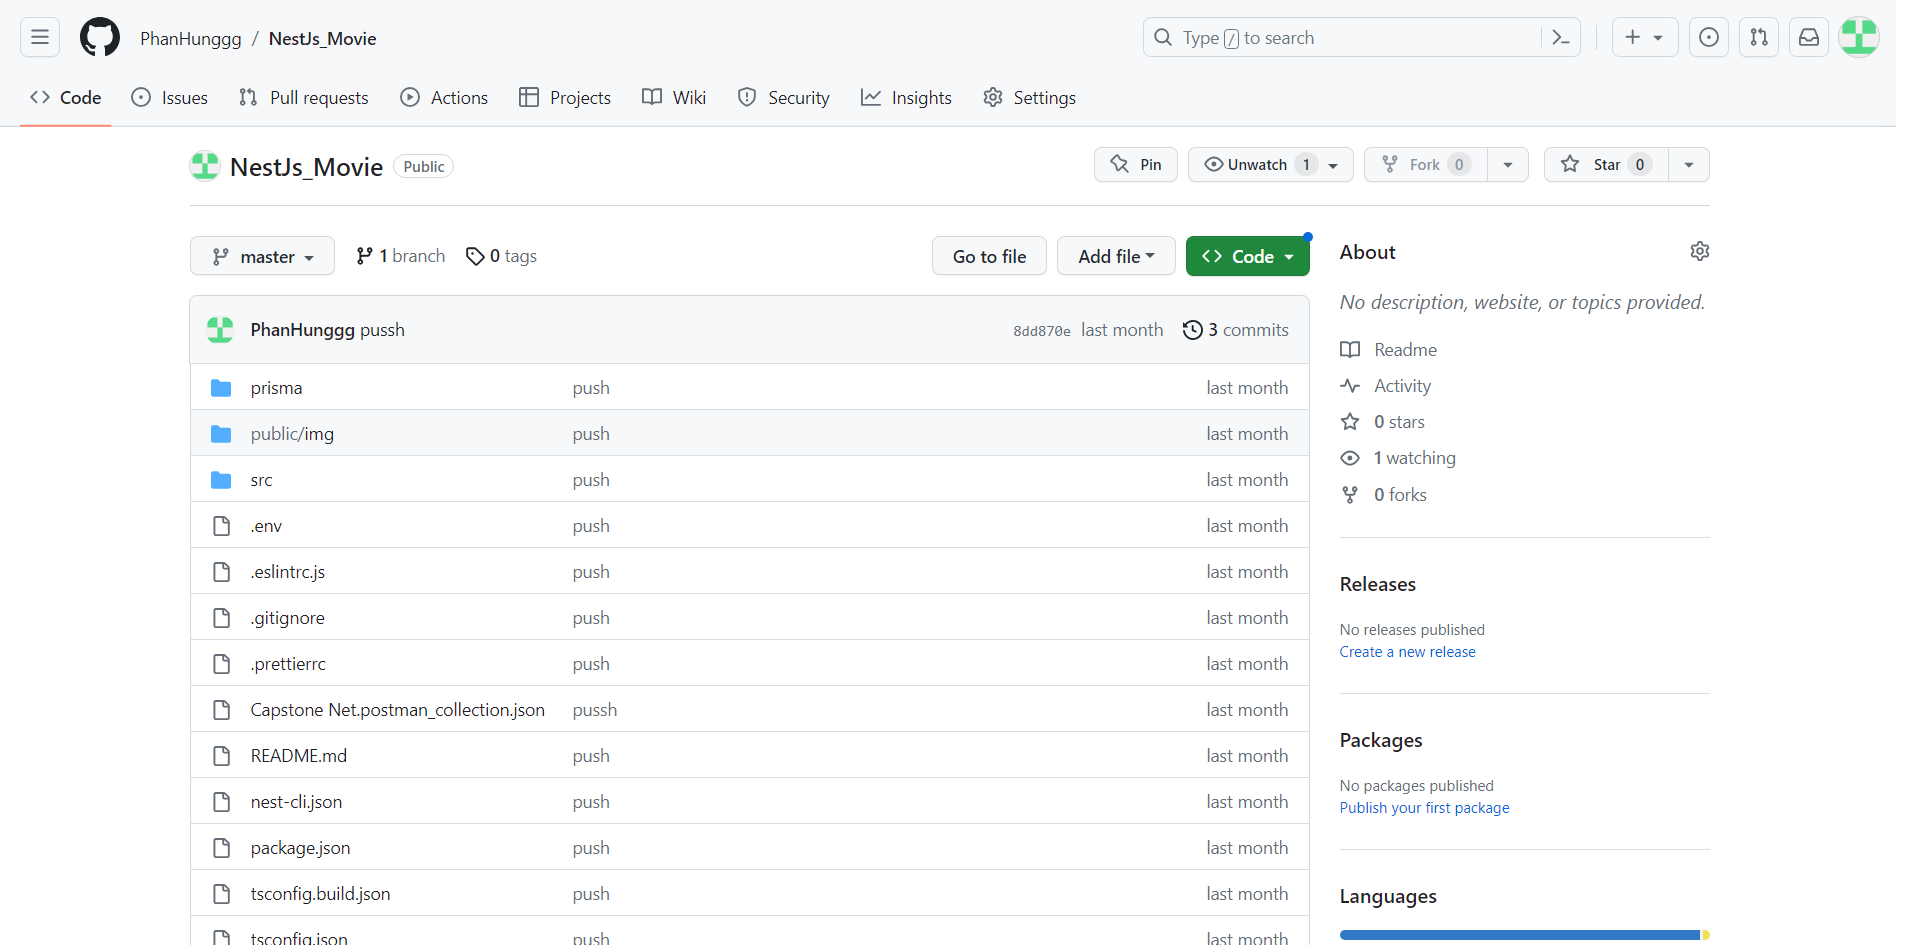 PhanHunggg / NestJs_Movie
Type / to search
Code Issues Pull requests Actions Projects Wiki Security Insights Settings
NestJs_Movie Public
Pin Unwatch 1 Fork 0 Star 0
master 1 branch 0 tags Go to file Add file Code
PhanHunggg pussh 8dd870e last month 3 commits
prisma push last month
public/img push last month
src push last month
.env push last month
.eslintrc.js push last month
.gitignore push last month
.prettierrc push last month
Capstone Net.postman_collection.json pussh last month
README.md push last month
nest-cli.json push last month
package.json push last month
tsconfig.build.json push last month
tsconfig.json push last month
About
No description, website, or topics provided.
Readme
Activity
0 stars
1 watching
0 forks
Releases
No releases published
Create a new release
Packages
No packages published
Publish your first package
Languages